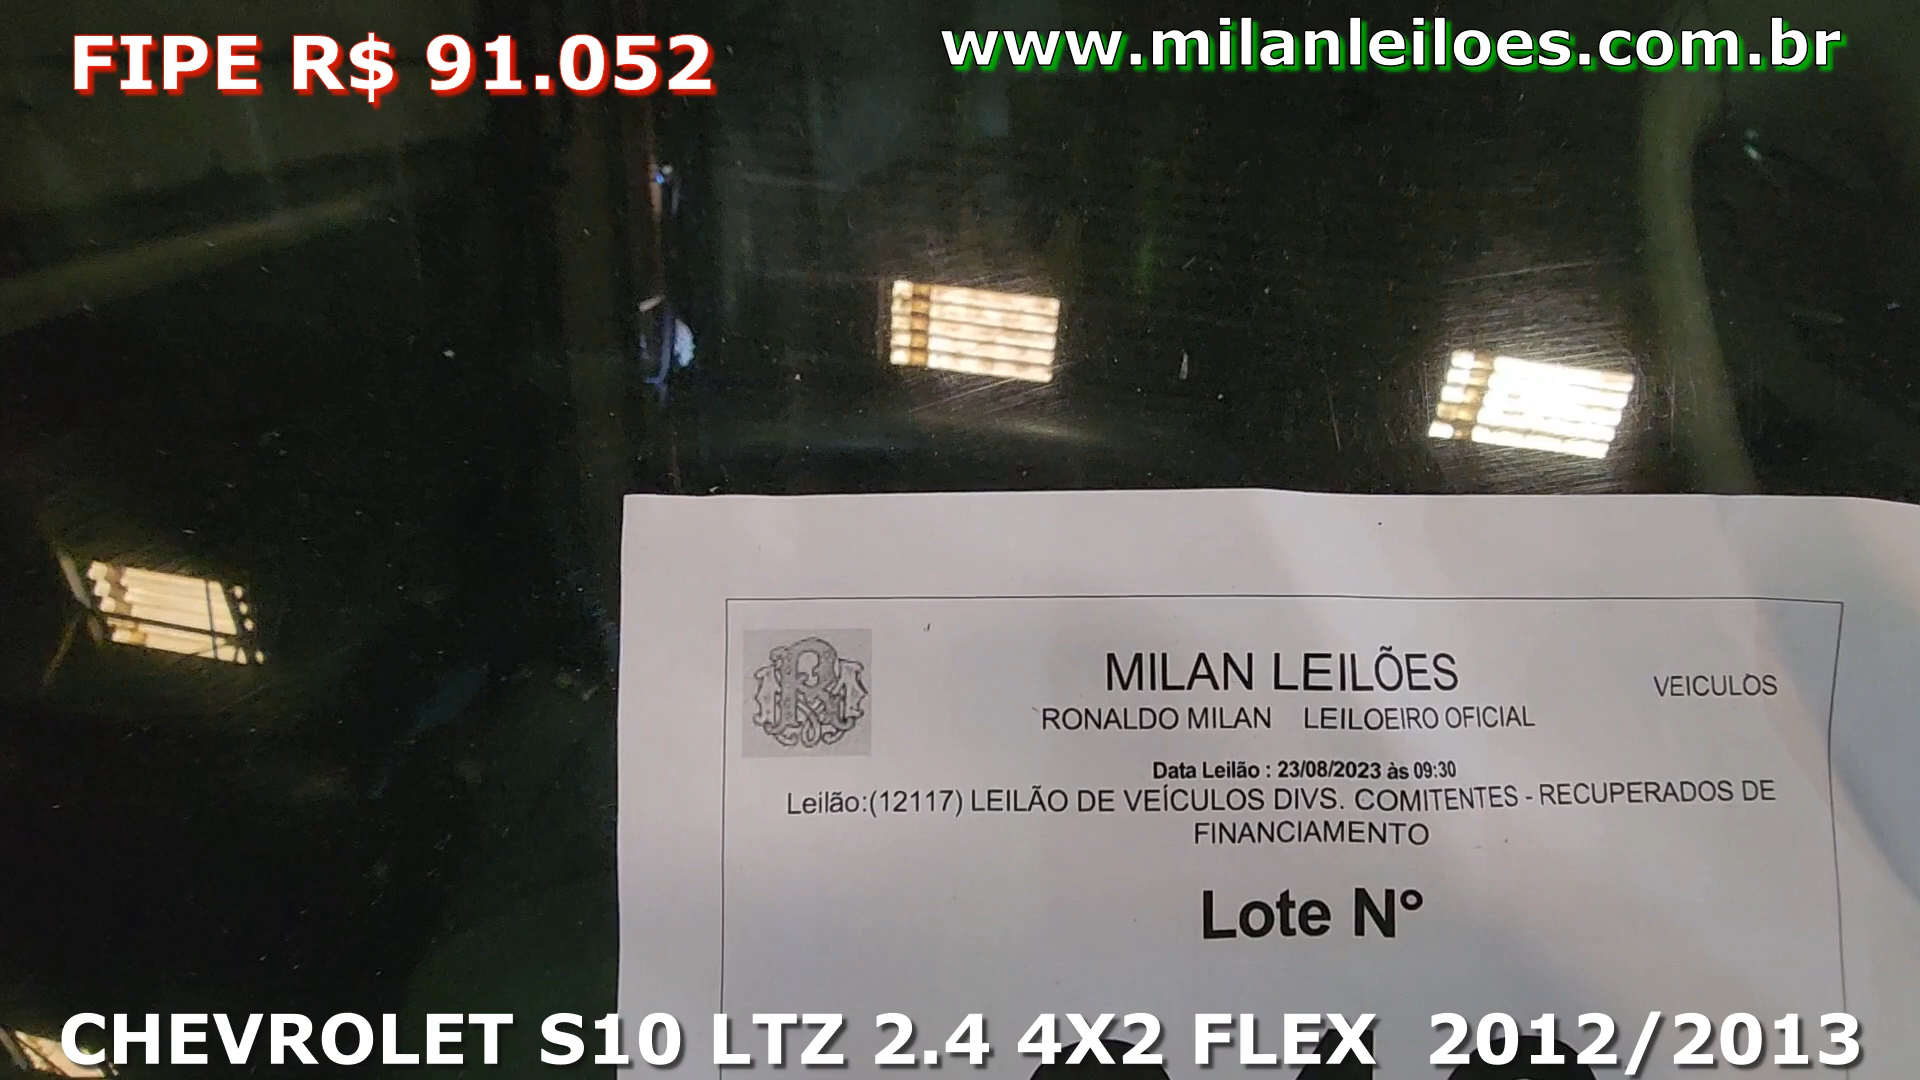 FIPE R$ 91.052
www.milanleiloes.com.br
MILAN LEILÕES
VEICULOS
RONALDO MILAN LEILOEIRO OFICIAL
Data Leilão : 23/08/2023 às 09:30
Leilão:(12117) LEILÃO DE VEÍCULOS DIVS. COMITENTES - RECUPERADOS DE
FINANCIAMENTO
Lote Nº
CHEVROLET S10 LTZ 2.4 4X2 FLEX 2012/2013